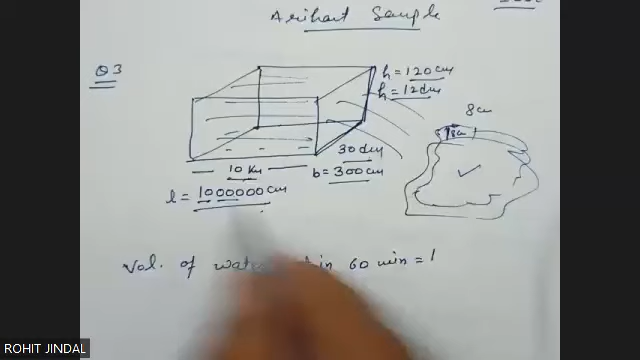 Arihant Sample
Q3
h = 120 cm
h = 12 dm
8 cm
8 cm
30 dm
10 km
b = 300 cm
l = 1000000 cm
Vol. of in 60 min = 1
ROHIT JINDAL